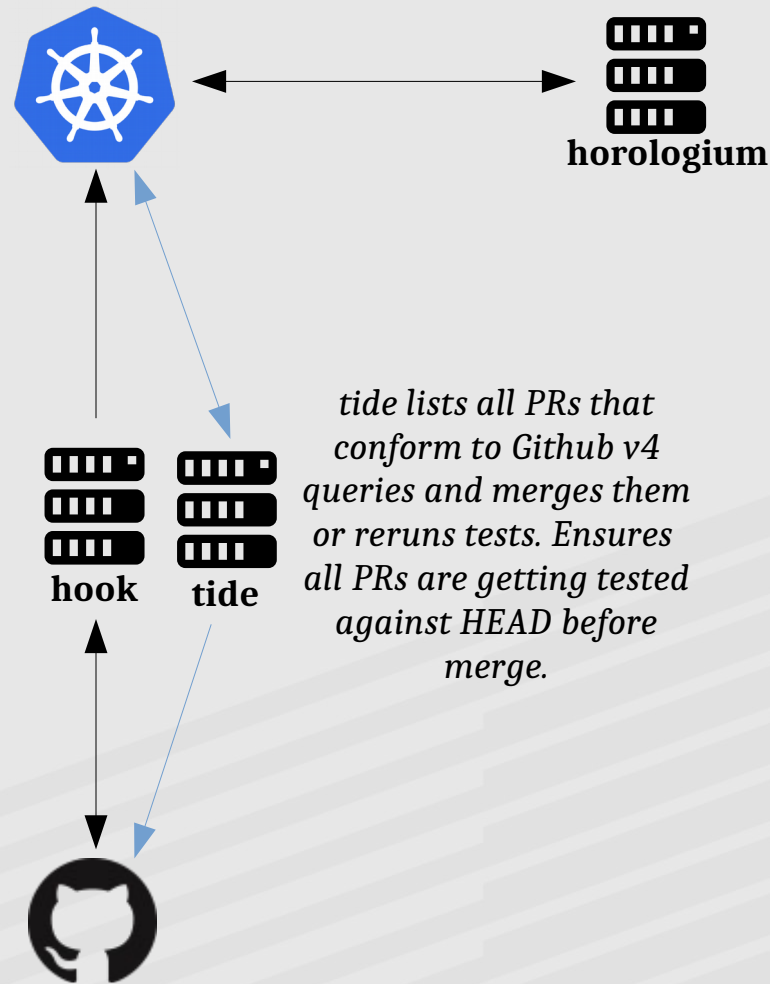 horologium
tide lists all PRs that
conform to Github v4
queries and merges them
or reruns tests. Ensures
all PRs are getting tested
against HEAD before
merge.
hook
tide